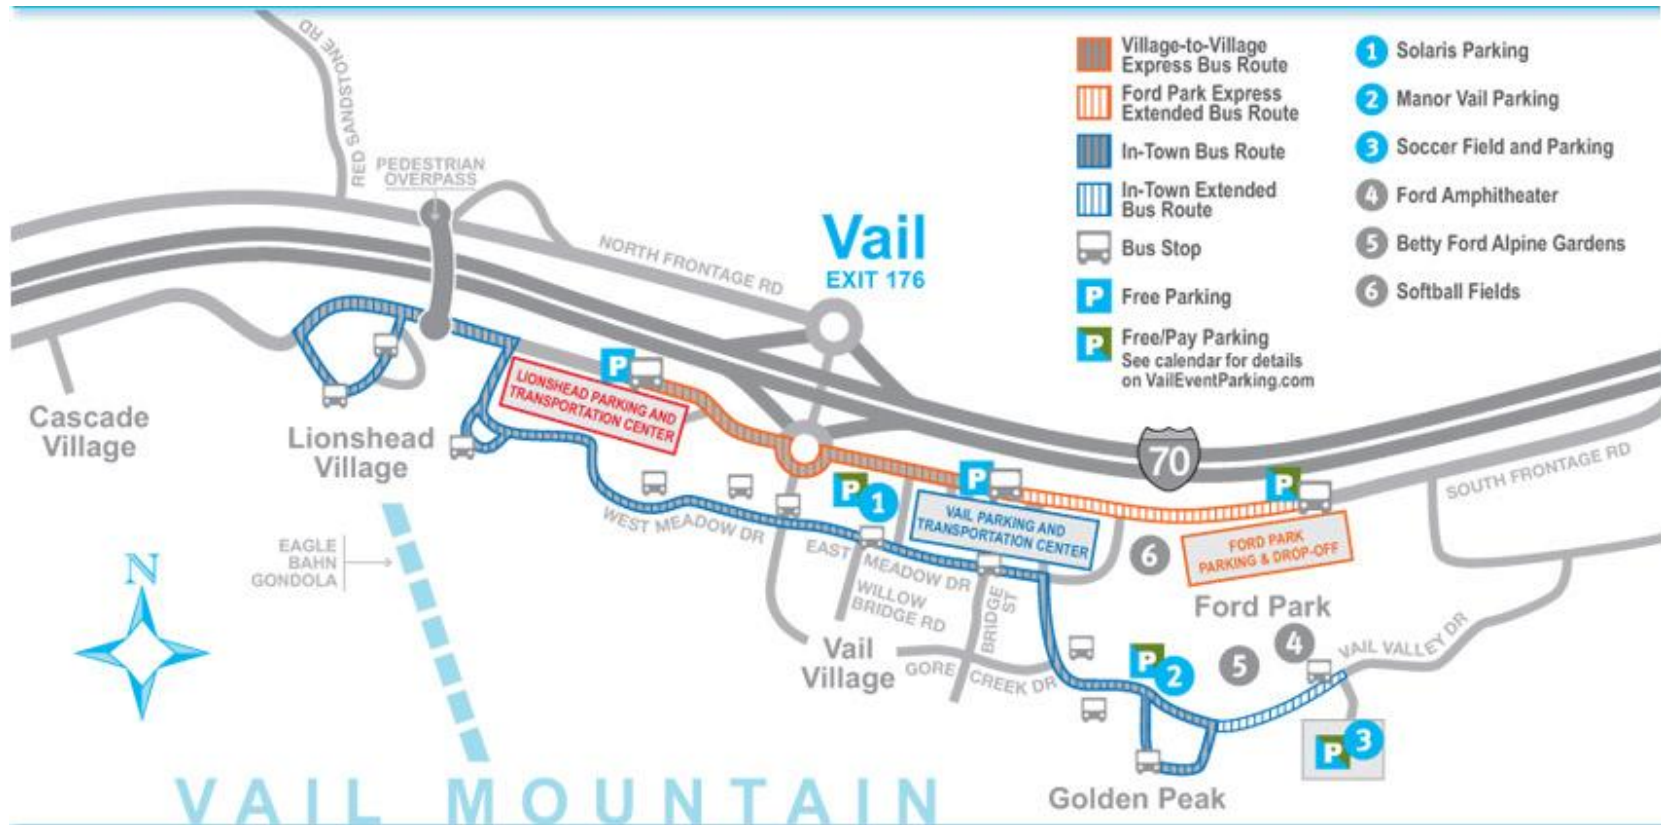 RED SANDSTONE RD
PEDESTRIAN
OVERPASS
NORTH FRONTAGE RD
Vail
EXIT 176
Village-to-Village
Express Bus Route
Ford Park Express
Extended Bus Route
In-Town Bus Route
In-Town Extended
Bus Route
Bus Stop
P Free Parking
P Free/Pay Parking
See calendar for details
on VailEventParking.com
1 Solaris Parking
2 Manor Vail Parking
3 Soccer Field and Parking
4 Ford Amphitheater
5 Betty Ford Alpine Gardens
6 Softball Fields
Cascade
Village
Lionshead
Village
P
LIONSHEAD PARKING AND
TRANSPORTATION CENTER
70
SOUTH FRONTAGE RD
P
1
P
VAIL PARKING AND
TRANSPORTATION CENTER
P
FORD PARK
PARKING & DROP-OFF
6
Ford Park
WEST MEADOW DR
EAST MEADOW DR
WILLOW
BRIDGE RD
BRIDGE
ST
EAGLE
BAHN
GONDOLA
N
Vail
Village
GORE CREEK DR
P
2
5
4
VAIL VALLEY DR
P
3
Golden Peak
VAIL MOUNTAIN